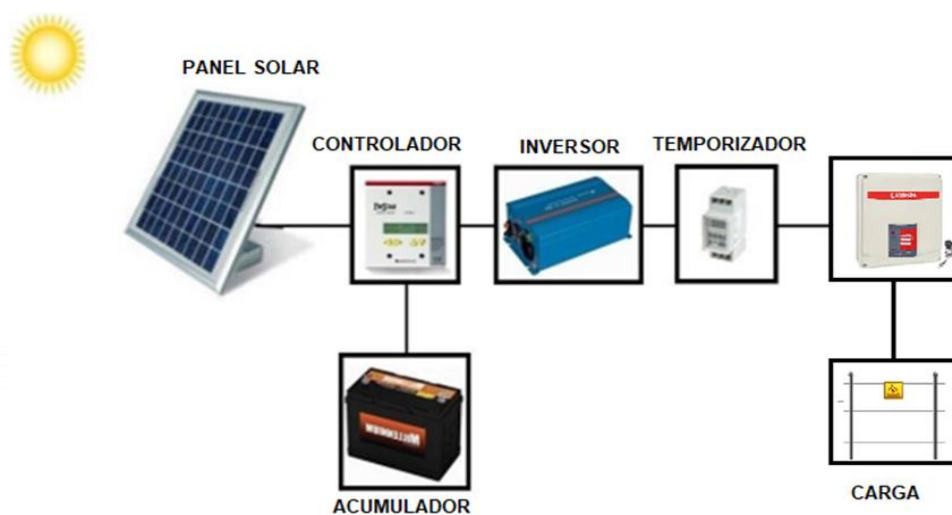 PANEL SOLAR
CONTROLADOR
INVERSOR
TEMPORIZADOR
ACUMULADOR
CARGA